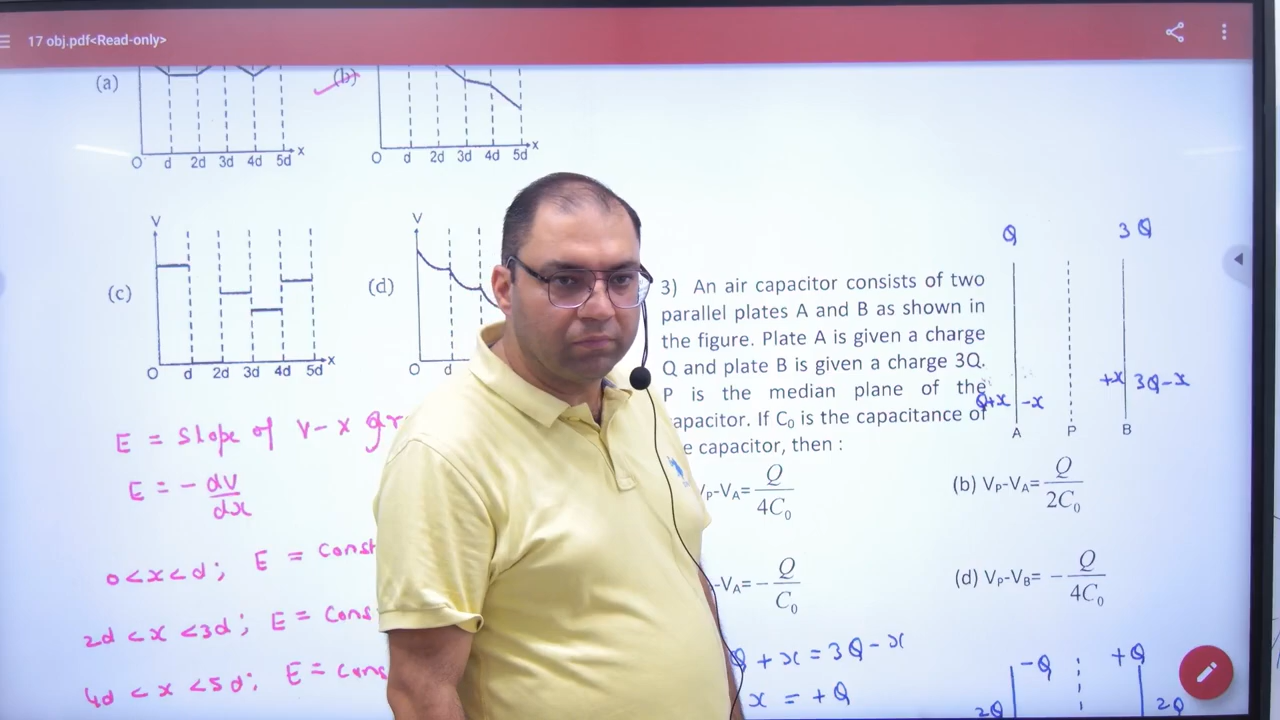 17 obj.pdf<Read-only>
(a)
O d 2d 3d 4d 5d x
(b)
O d 2d 3d 4d 5d x
(c)
V
O d 2d 3d 4d 5d x
(d)
V
O d
E = Slope of V-x
E = - dV/dx
0<x<d; E =
2d<x<3d; E =
4d<x<5d; E =
3) An air capacitor consists of two
parallel plates A and B as shown in
the figure. Plate A is given a charge
Q and plate B is given a charge 3Q.
P is the median plane of the
apacitor. If C₀ is the capacitance of
e capacitor, then :
Q 3Q
Q+x -x +x 3Q-x
A P B
VP-VA= Q/4C₀
(b) VP-VA= Q/2C₀
-VA= - Q/C₀
(d) VP-VB= - Q/4C₀
Q + x = 3Q - x
x = +Q
-Q +Q
2Q 2Q